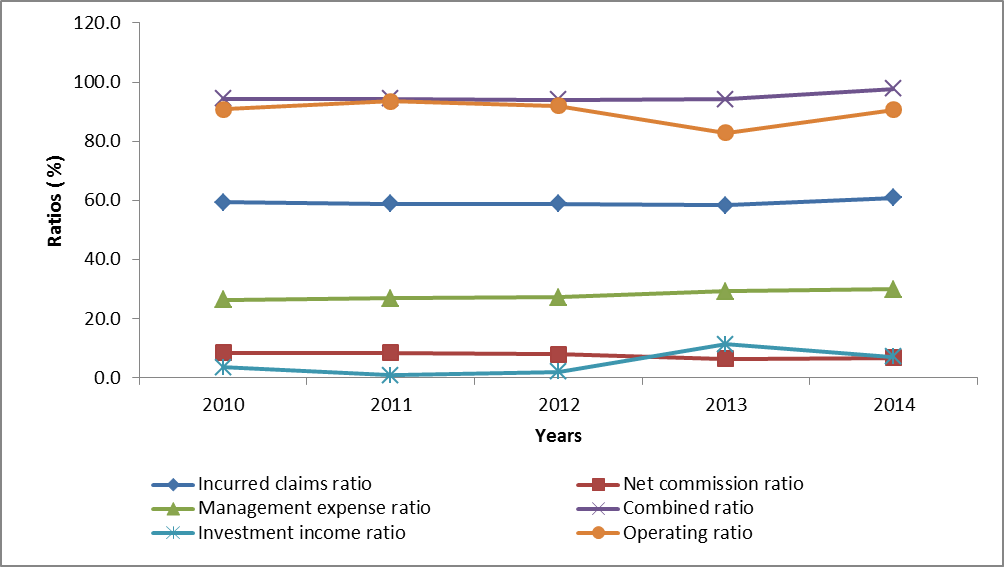 120.0
100.0
80.0
60.0
40.0
20.0
0.0
Ratios ( %)
2010 2011 2012 2013 2014
Years
Incurred claims ratio Net commission ratio
Management expense ratio Combined ratio
Investment income ratio Operating ratio